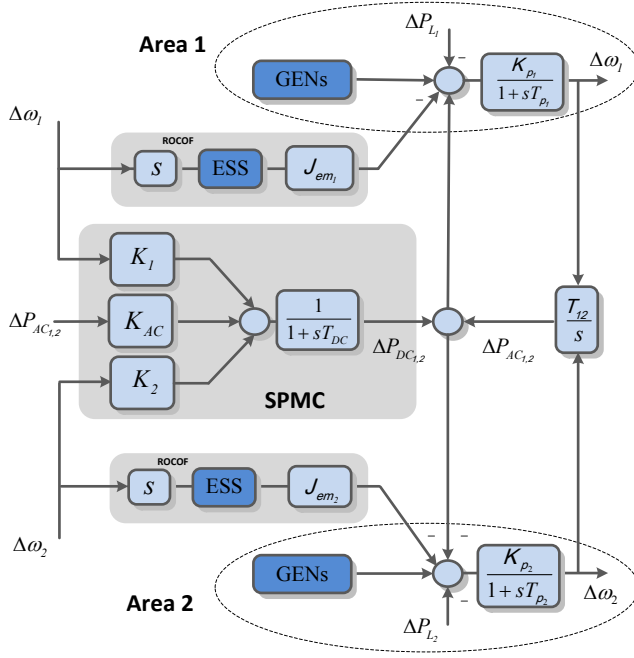 ΔP_{L_1}
Area 1
GENs
−
K_{p_1}
1+sT_{p_1}
Δω_1
Δω_1
−
ROCOF
s
ESS
J_{em_1}
K_1
ΔP_{AC_{1,2}}
K_{AC}
1
1+sT_{DC}
ΔP_{DC_{1,2}}
ΔP_{AC_{1,2}}
T_{12}
s
K_2
SPMC
ROCOF
s
ESS
J_{em_2}
Δω_2
− −
GENs
K_{p_2}
1+sT_{p_2}
Δω_2
−
Area 2
ΔP_{L_2}